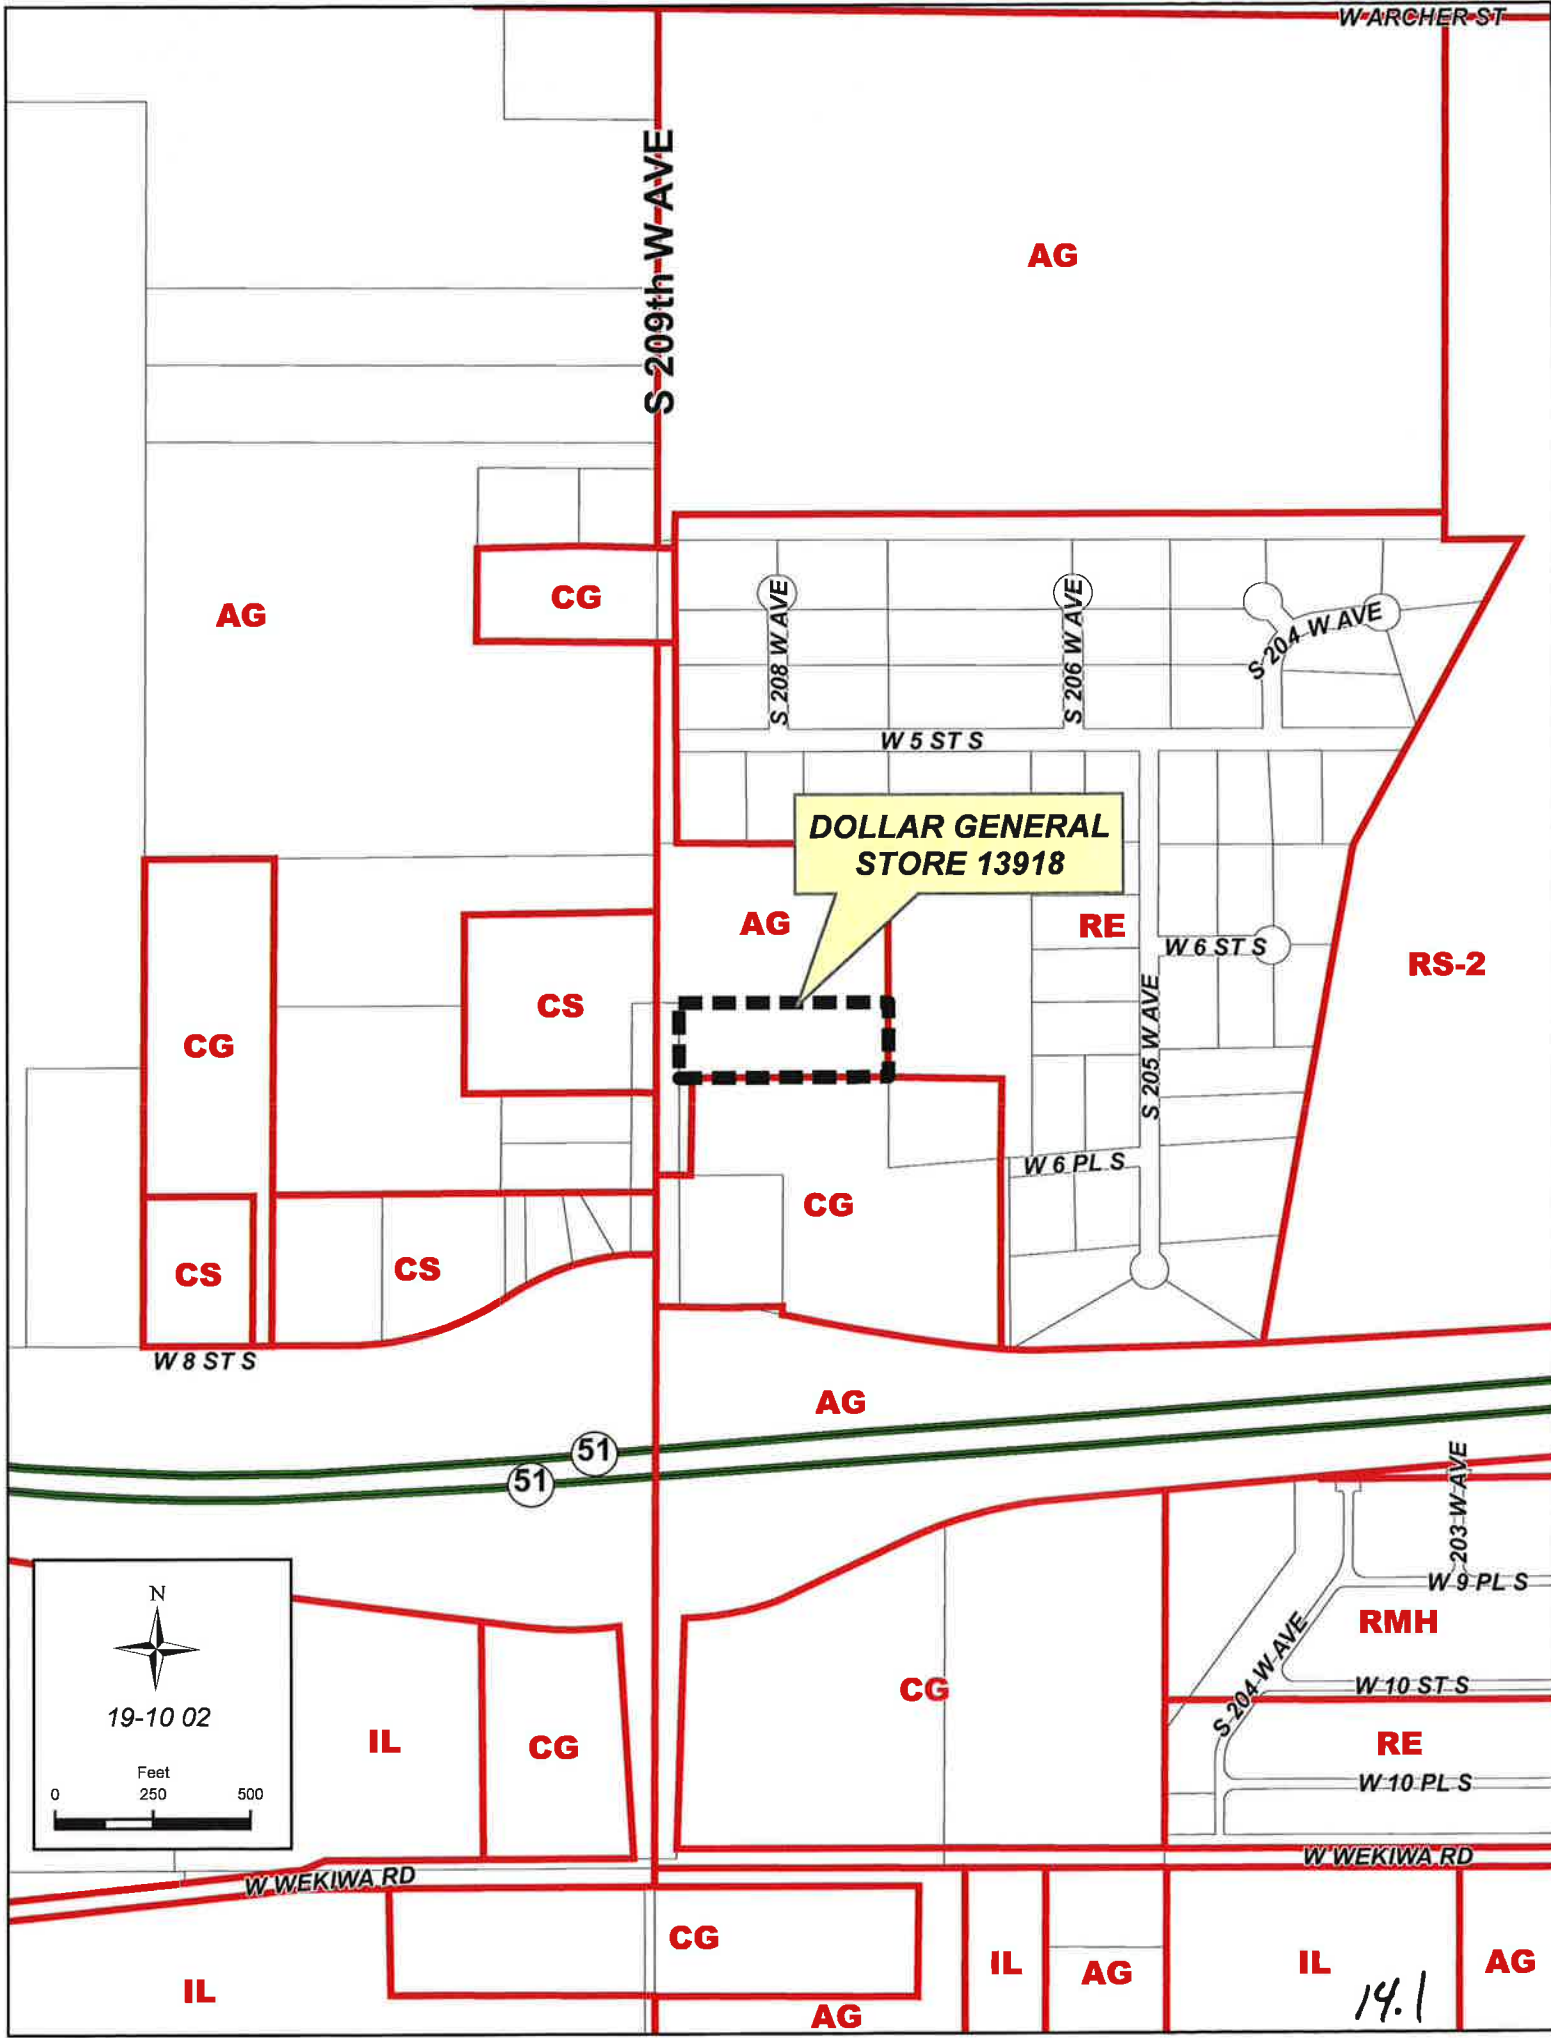 W ARCHER ST
S 209th W AVE
AG
AG
CG
S 208 W AVE
S 206 W AVE
S 204 W AVE
W 5 ST S
DOLLAR GENERAL
STORE 13918
AG
RE
W 6 ST S
RS-2
CS
CG
S 205 W AVE
W 6 PL S
CG
CS
CS
W 8 ST S
AG
51
51
203 W AVE
W 9 PL S
RMH
S 204 W AVE
W 10 ST S
CG
RE
W 10 PL S
N
19-10 02
Feet
0 250 500
IL
CG
W WEKIWA RD
W WEKIWA RD
CG
IL
AG
IL
AG
IL
AG
14.1